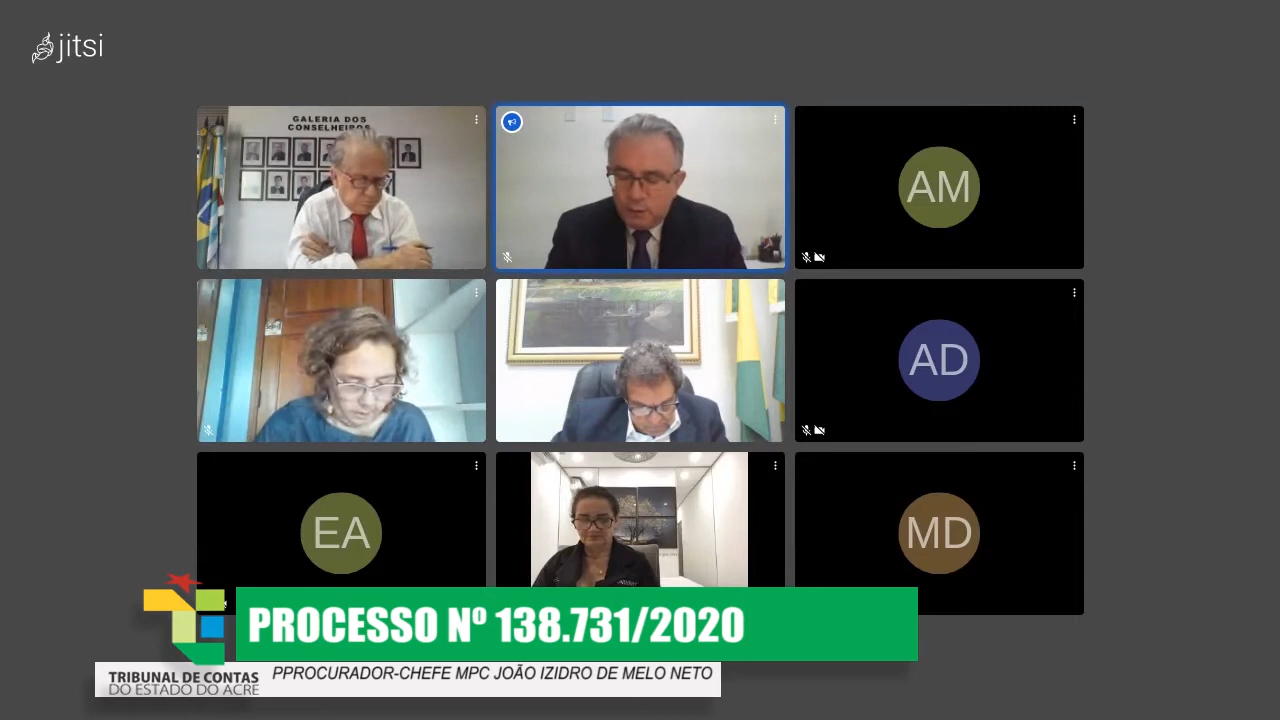 jitsi
GALERIA DOS
CONSELHEIROS
AM
AD
EA
MD
PROCESSO Nº 138.731/2020
TRIBUNAL DE CONTAS
DO ESTADO DO ACRE
PPROCURADOR-CHEFE MPC JOÃO IZIDRO DE MELO NETO